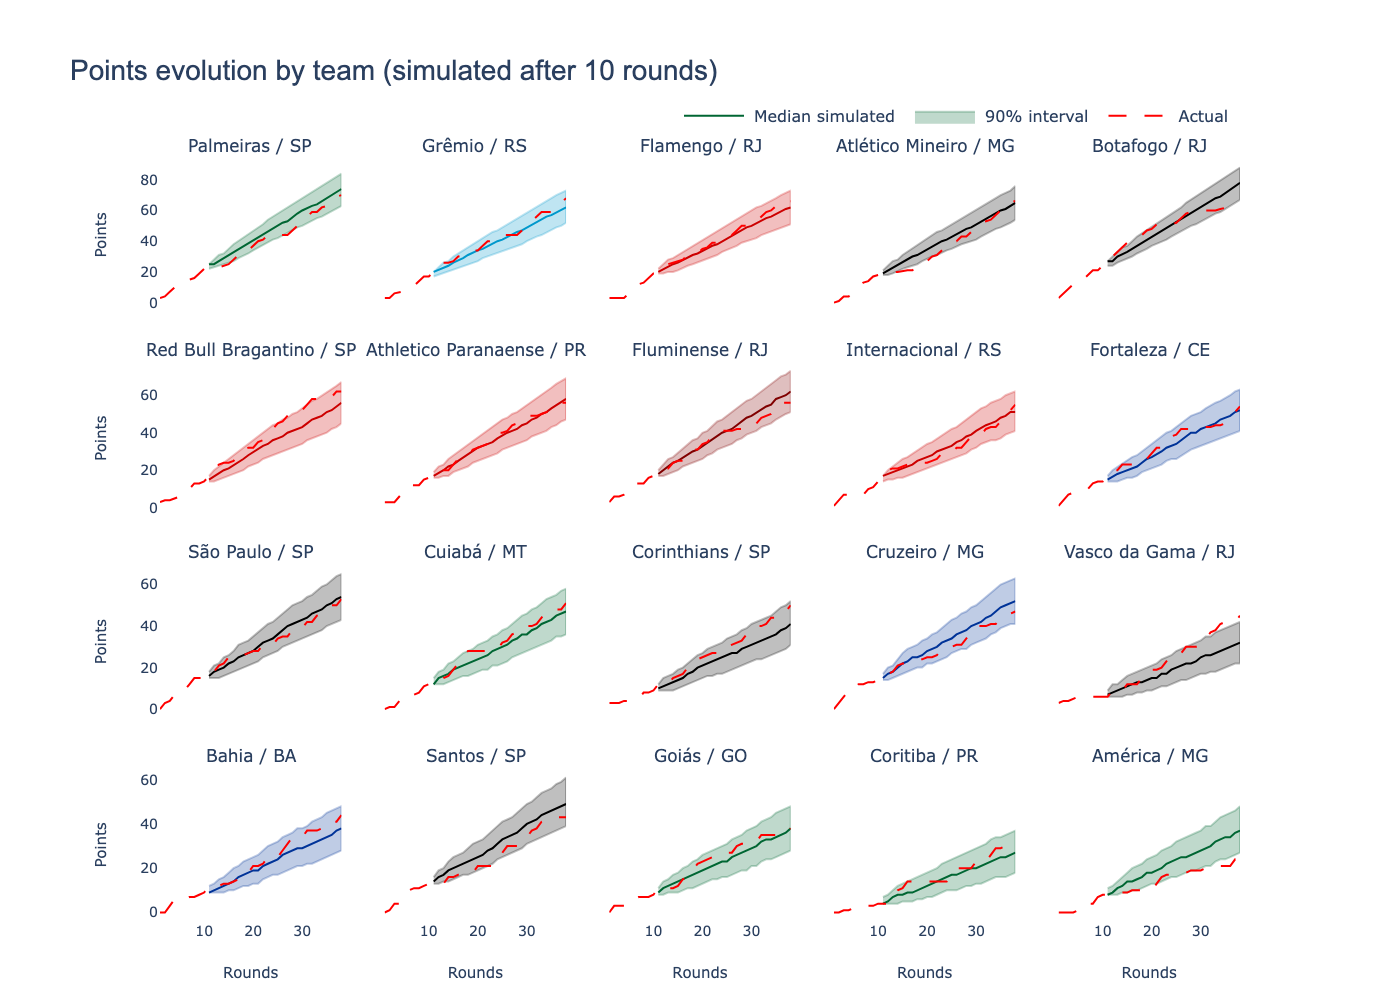 Points evolution by team (simulated after 10 rounds)
Median simulated 90% interval Actual
Palmeiras / SP Grêmio / RS Flamengo / RJ Atlético Mineiro / MG Botafogo / RJ
80
60
40
20
0
Points
Red Bull Bragantino / SP Athletico Paranaense / PR Fluminense / RJ Internacional / RS Fortaleza / CE
60
40
20
0
Points
São Paulo / SP Cuiabá / MT Corinthians / SP Cruzeiro / MG Vasco da Gama / RJ
60
40
20
0
Points
Bahia / BA Santos / SP Goiás / GO Coritiba / PR América / MG
60
40
20
0
Points
10 20 30 10 20 30 10 20 30 10 20 30 10 20 30
Rounds Rounds Rounds Rounds Rounds